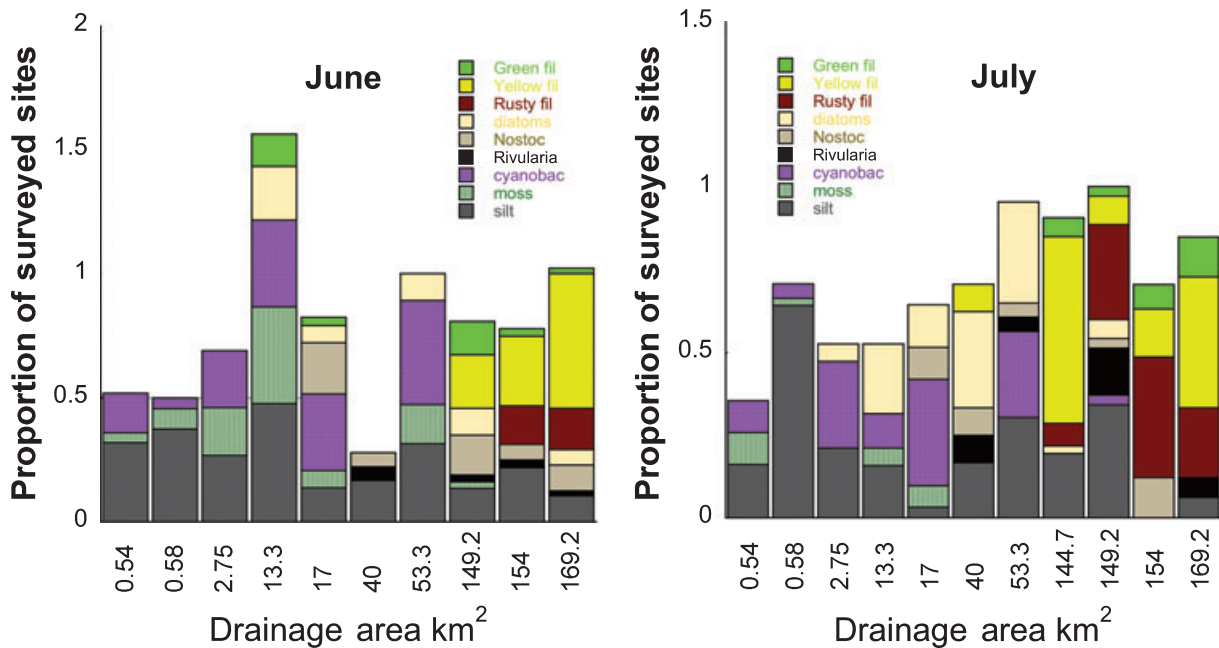 Proportion of surveyed sites
2
1.5
1
0.5
0
June
Green fil
Yellow fil
Rusty fil
diatoms
Nostoc
Rivularia
cyanobac
moss
silt
0.54
0.58
2.75
13.3
17
40
53.3
149.2
154
169.2
Drainage area km²
Proportion of surveyed sites
1.5
1
0.5
0
July
Green fil
Yellow fil
Rusty fil
diatoms
Nostoc
Rivularia
cyanobac
moss
silt
0.54
0.58
2.75
13.3
17
40
53.3
144.7
149.2
154
169.2
Drainage area km²